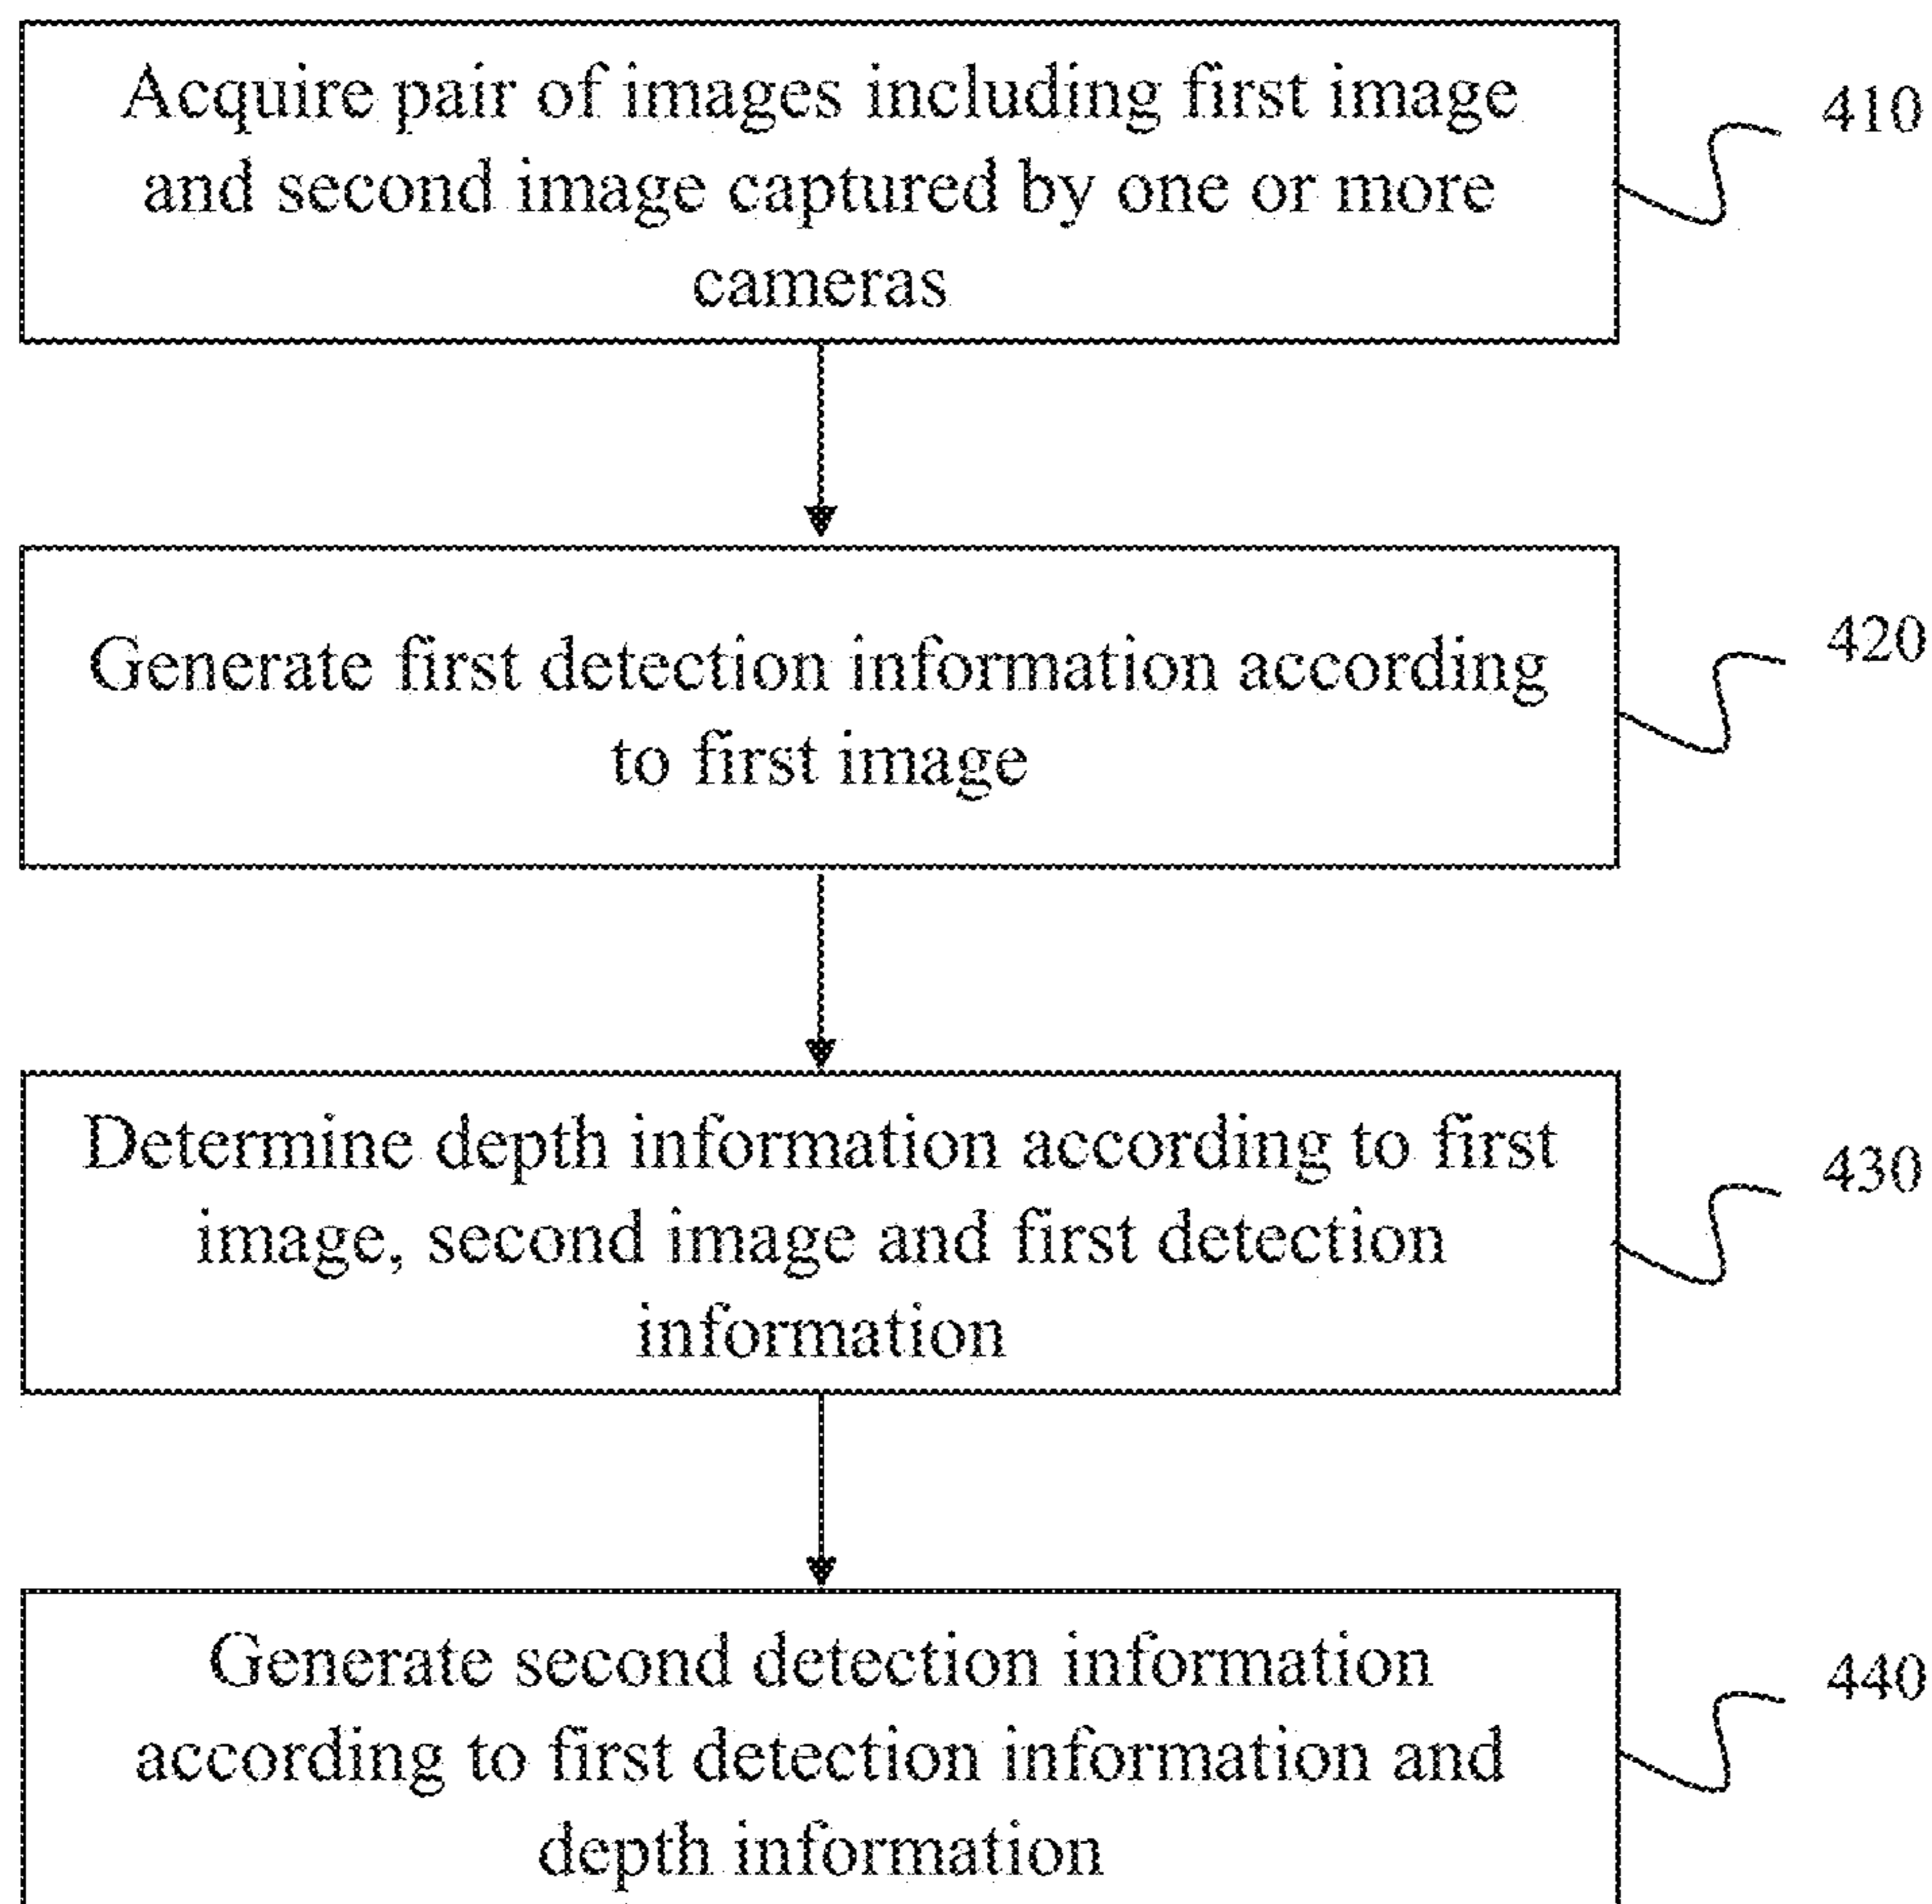 Acquire pair of images including first image
and second image captured by one or more
cameras
410
Generate first detection information according
to first image
420
Determine depth information according to first
image, second image and first detection
information
430
Generate second detection information
according to first detection information and
depth information
440